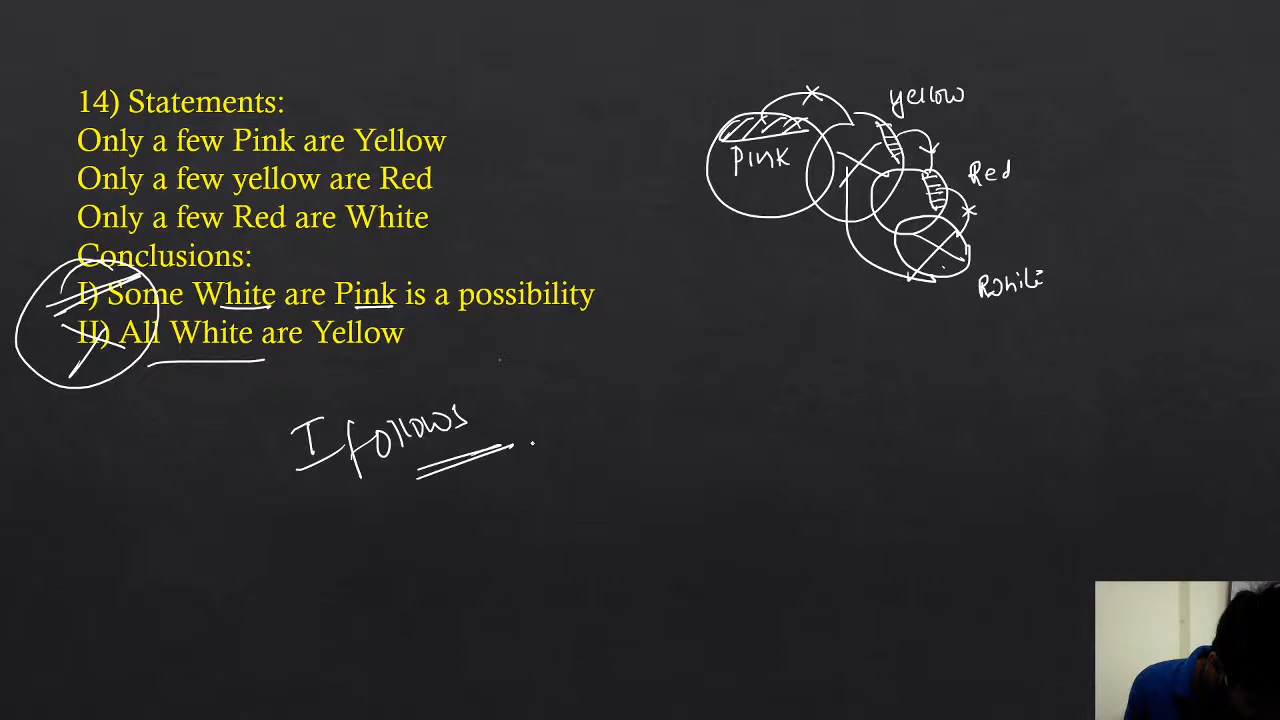 14) Statements:
Only a few Pink are Yellow
Only a few yellow are Red
Only a few Red are White
Conclusions:
I) Some White are Pink is a possibility
II) All White are Yellow
I follows
yellow
Pink
Red